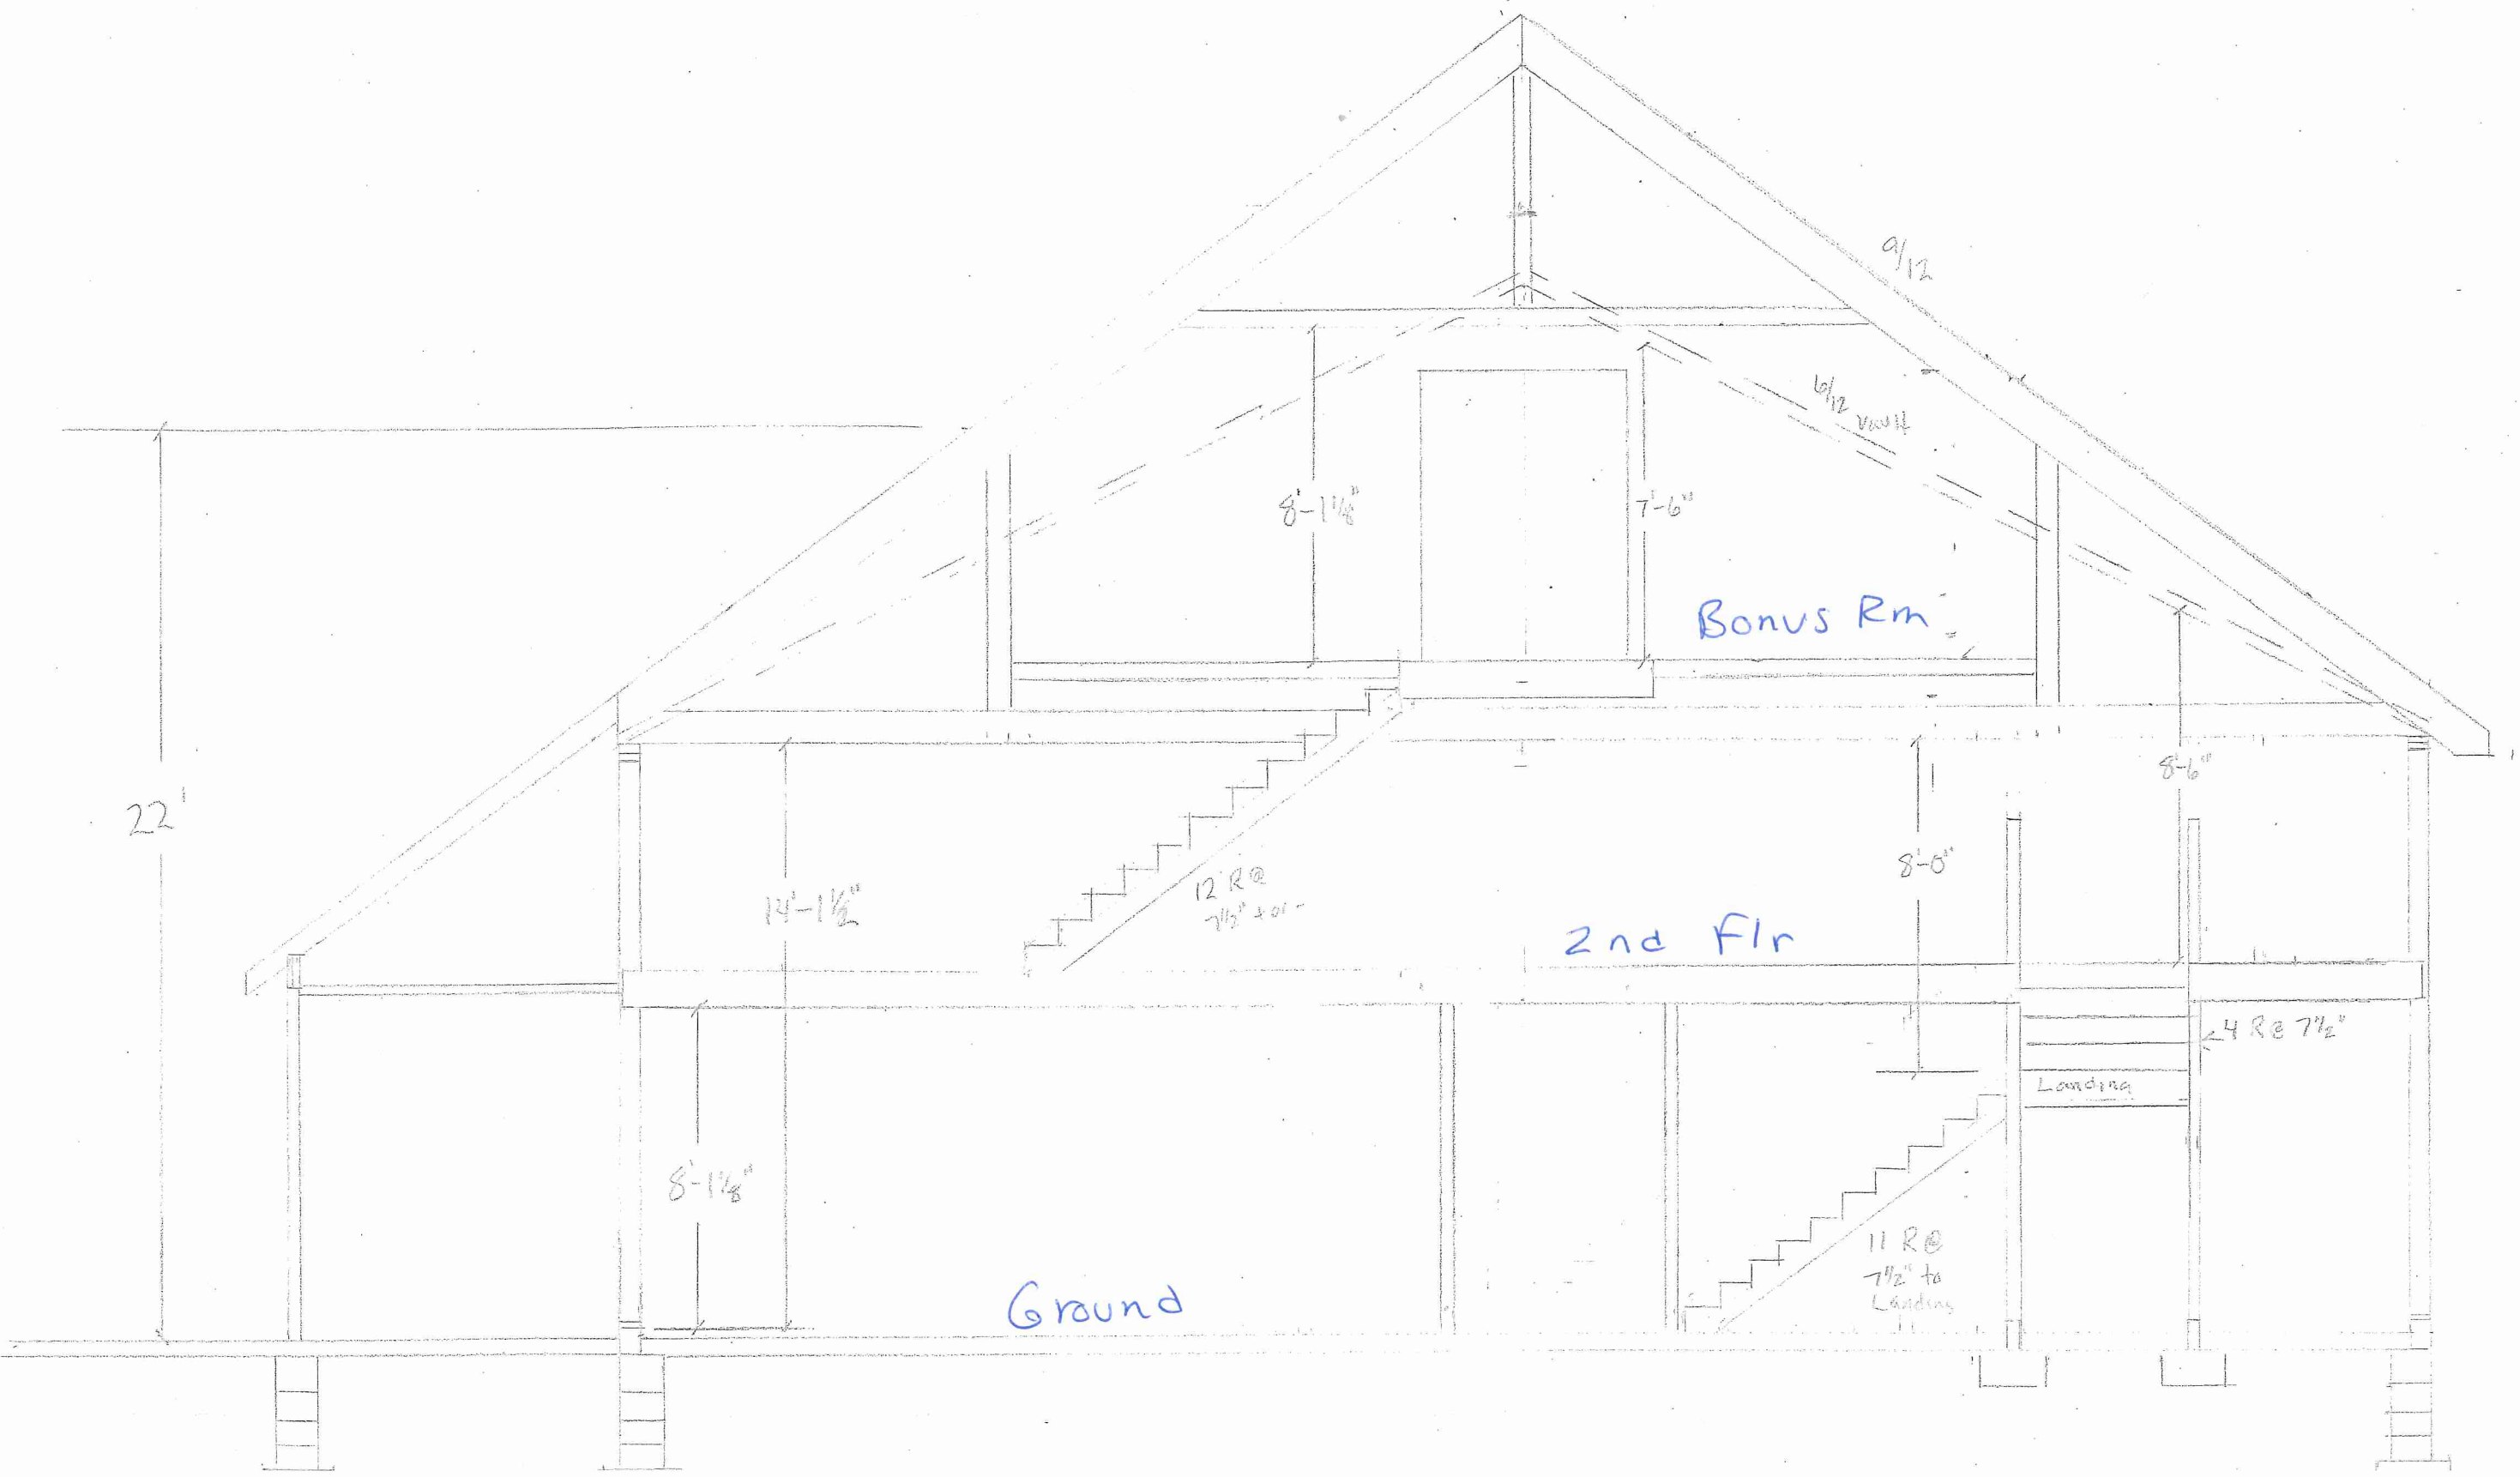 9/12
6/12
vault
8'-1 1/8"
7'-6"
Bonus Rm
22'
8'-6"
12 R @
7 1/2" + or -
8'-0"
14'-1 1/2"
2nd Flr
4 R @ 7 1/2"
Landing
8'-1 1/8"
11 R @
7 1/2" to
Landing
Ground